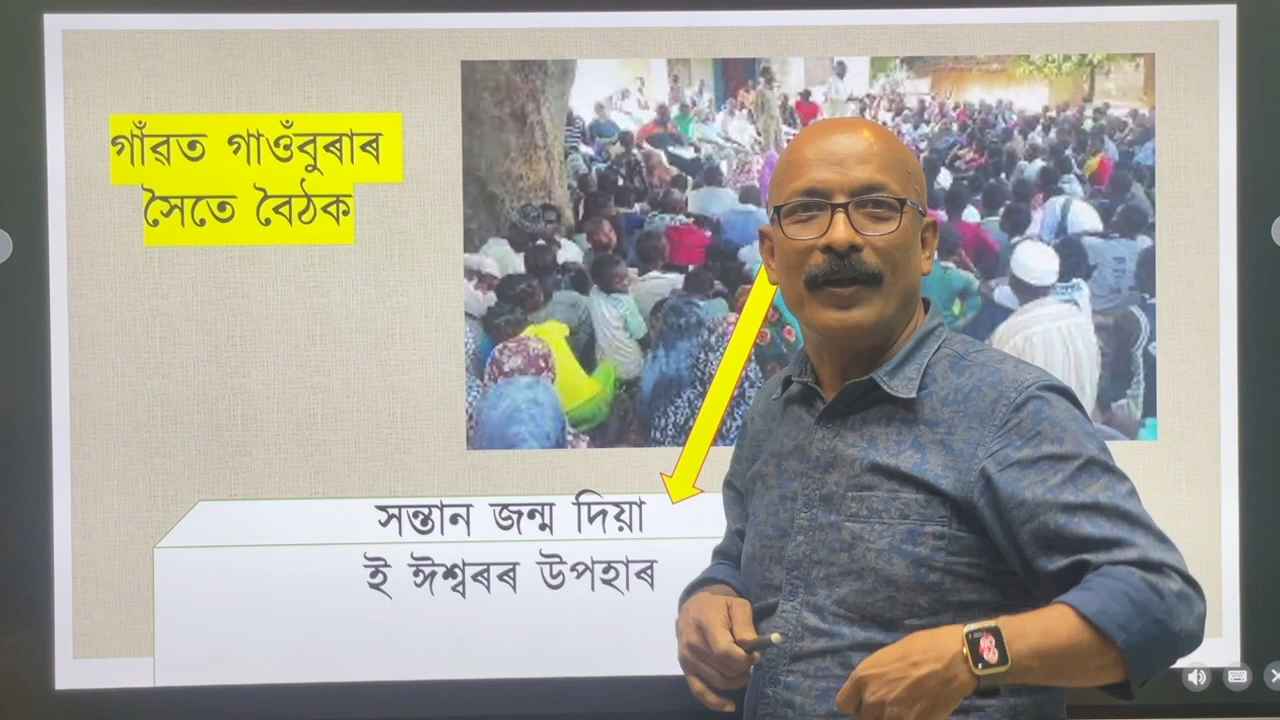 গাঁৱত গাওঁবুৰাৰ
সৈতে বৈঠক
সন্তান জন্ম দিয়া
ই ঈশ্বৰৰ উপহাৰ